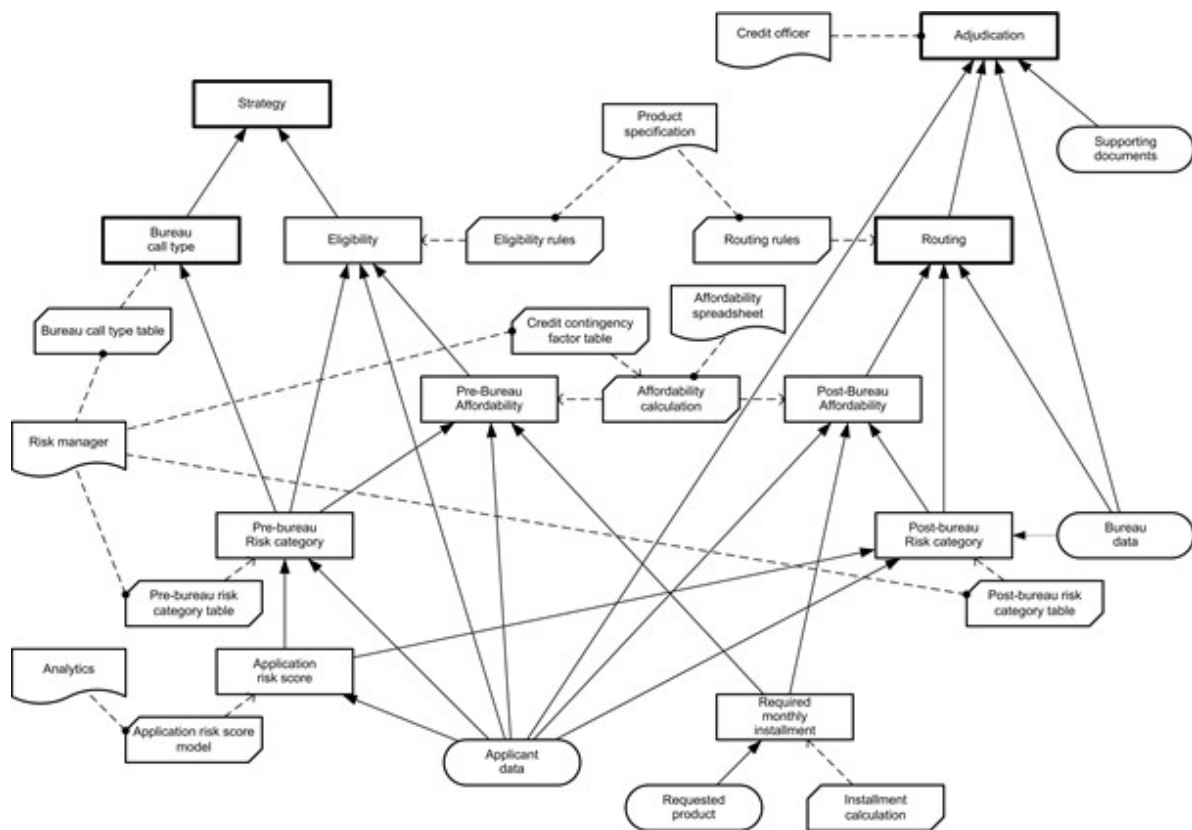 Credit officer
Adjudication
Strategy
Product
specification
Supporting
documents
Bureau
call type
Eligibility
Eligibility rules
Routing rules
Routing
Bureau call type table
Credit contingency
factor table
Affordability
spreadsheet
Pre-Bureau
Affordability
Affordability
calculation
Post-Bureau
Affordability
Risk manager
Pre-bureau
Risk category
Post-bureau
Risk category
Bureau
data
Pre-bureau risk
category table
Post-bureau risk
category table
Analytics
Application
risk score
Application risk score
model
Applicant
data
Required
monthly
installment
Requested
product
Installment
calculation